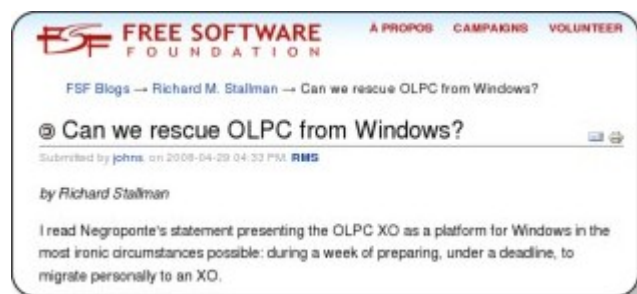 FSF FREE SOFTWARE FOUNDATION
À PROPOS CAMPAIGNS VOLUNTEER
FSF Blogs → Richard M. Stallman → Can we rescue OLPC from Windows?
Can we rescue OLPC from Windows?
Submitted by johns on 2008-04-29 04:33 PM. RMS
by Richard Stallman
I read Negroponte's statement presenting the OLPC XO as a platform for Windows in the
most ironic circumstances possible: during a week of preparing, under a deadline, to
migrate personally to an XO.